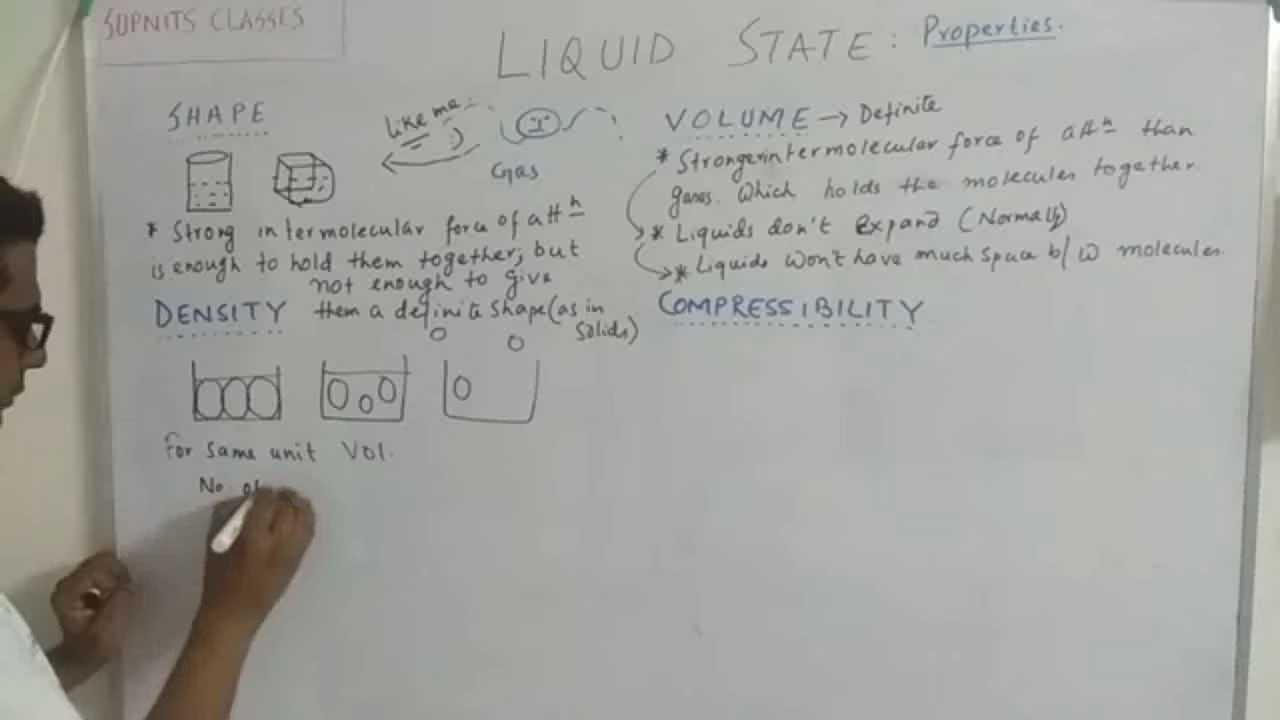 SOPNITS CLASSES
LIQUID STATE: Properties.
SHAPE
Like me
I
Gas
* Strong intermolecular force of attⁿ
is enough to hold them together, but
not enough to give
them a definite shape (as in
solids)
VOLUME → Definite
* Stronger intermolecular force of attⁿ than
gases. Which holds the molecules together.
* Liquids don't Expand (Normally)
* Liquids won't have much space b/w molecules.
DENSITY
For same unit Vol.
No. of
COMPRESSIBILITY